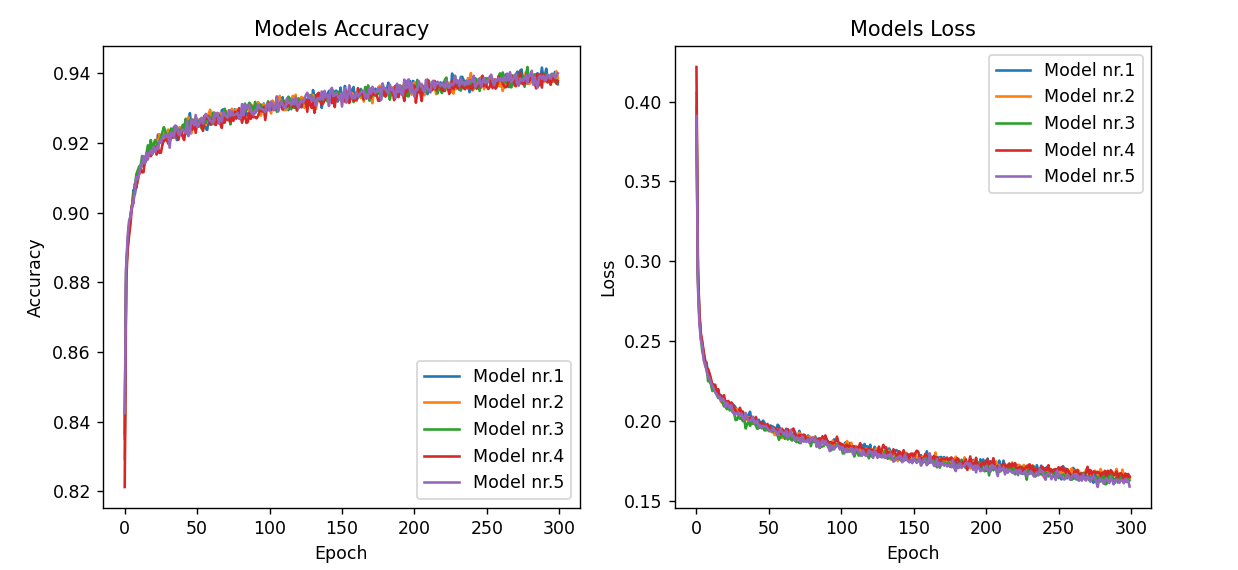 Models Accuracy
Accuracy
0.94
0.92
0.90
0.88
0.86
0.84
0.82
Model nr.1
Model nr.2
Model nr.3
Model nr.4
Model nr.5
0 50 100 150 200 250 300
Epoch
Models Loss
Loss
0.40
0.35
0.30
0.25
0.20
0.15
Model nr.1
Model nr.2
Model nr.3
Model nr.4
Model nr.5
0 50 100 150 200 250 300
Epoch